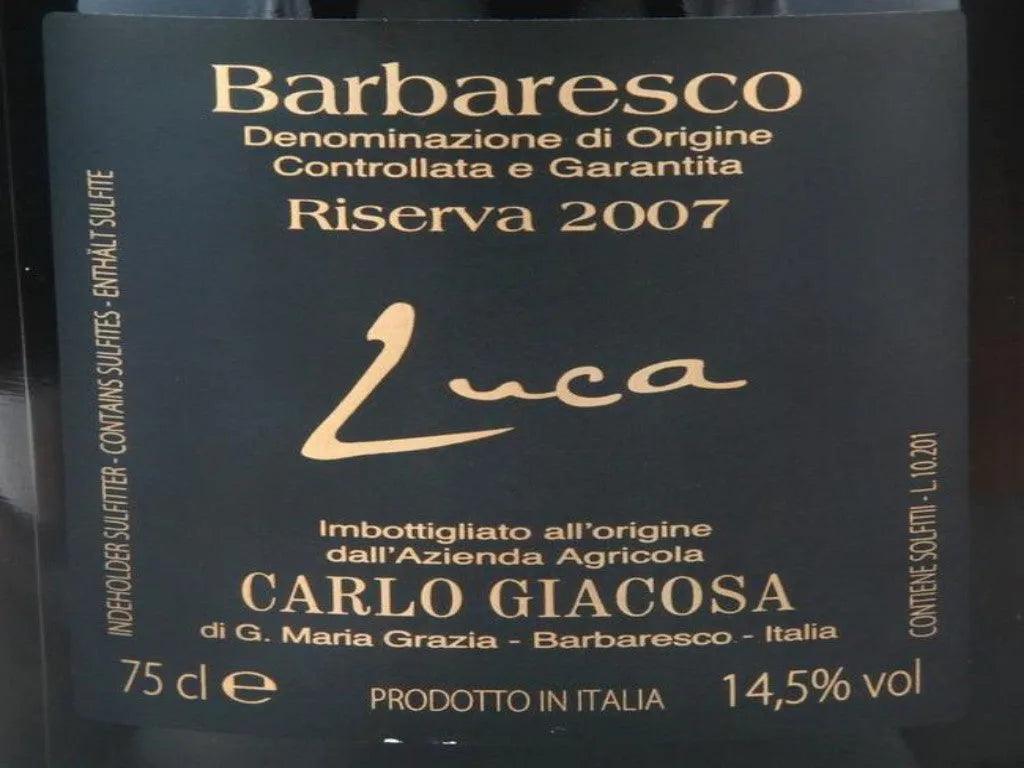 Barbaresco
Denominazione di Origine
Controllata e Garantita
Riserva 2007
Luca
Imbottigliato all'origine
dall'Azienda Agricola
CARLO GIACOSA
di G. Maria Grazia - Barbaresco - Italia
75 cl e
PRODOTTO IN ITALIA
14,5% vol
INDEHOLDER SULFITTER - CONTAINS SULFITES - ENTHÄLT SULFITE
CONTIENE SOLFITII - L.10.201